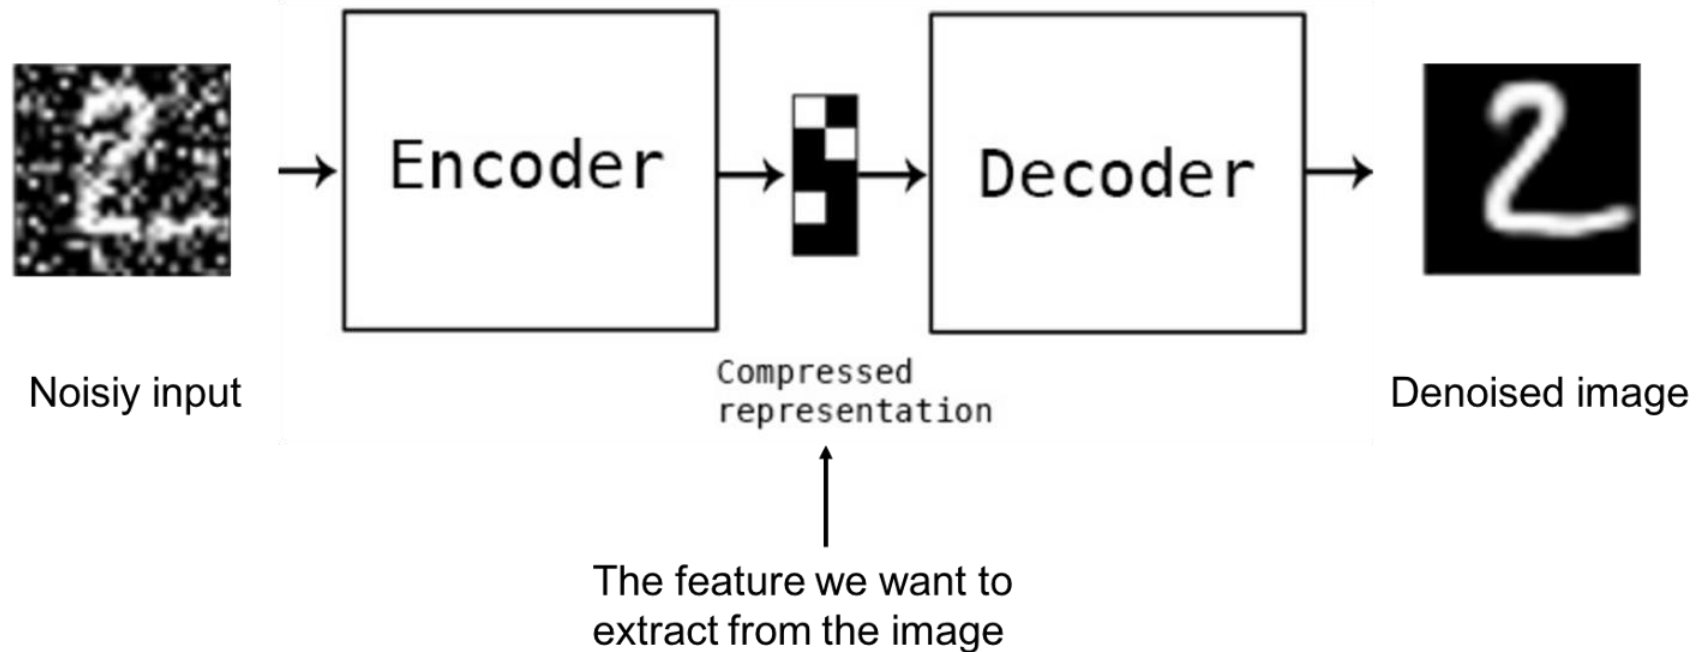 Encoder
Decoder
Noisiy input
Compressed
representation
Denoised image
The feature we want to
extract from the image